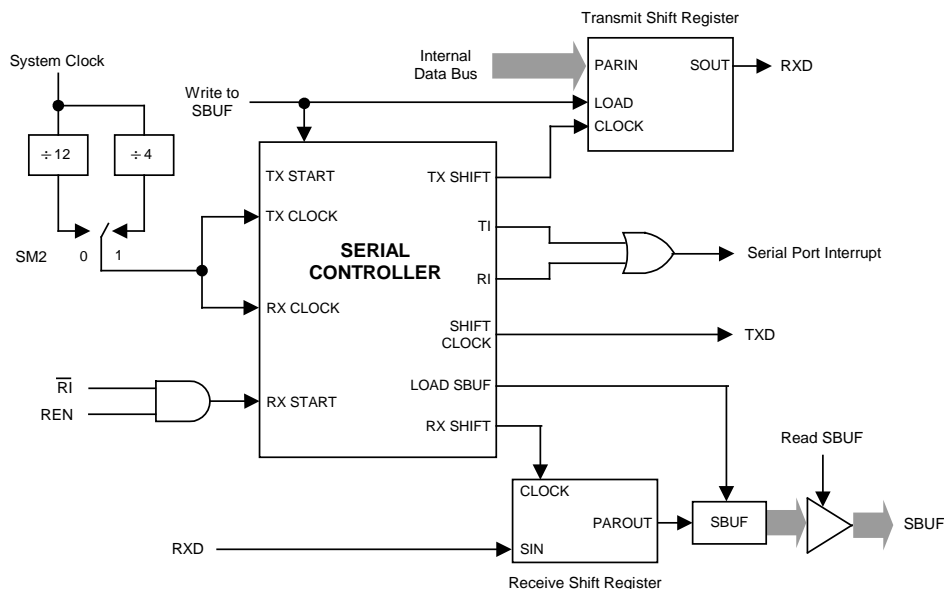 Transmit Shift Register
System Clock
Internal
Data Bus
PARIN
SOUT
RXD
Write to
SBUF
LOAD
CLOCK
÷12
÷4
TX START
TX SHIFT
TX CLOCK
TI
SM2
0
1
SERIAL
CONTROLLER
Serial Port Interrupt
RI
RX CLOCK
SHIFT
CLOCK
TXD
RI
REN
RX START
LOAD SBUF
RX SHIFT
Read SBUF
CLOCK
PAROUT
SBUF
SBUF
RXD
SIN
Receive Shift Register